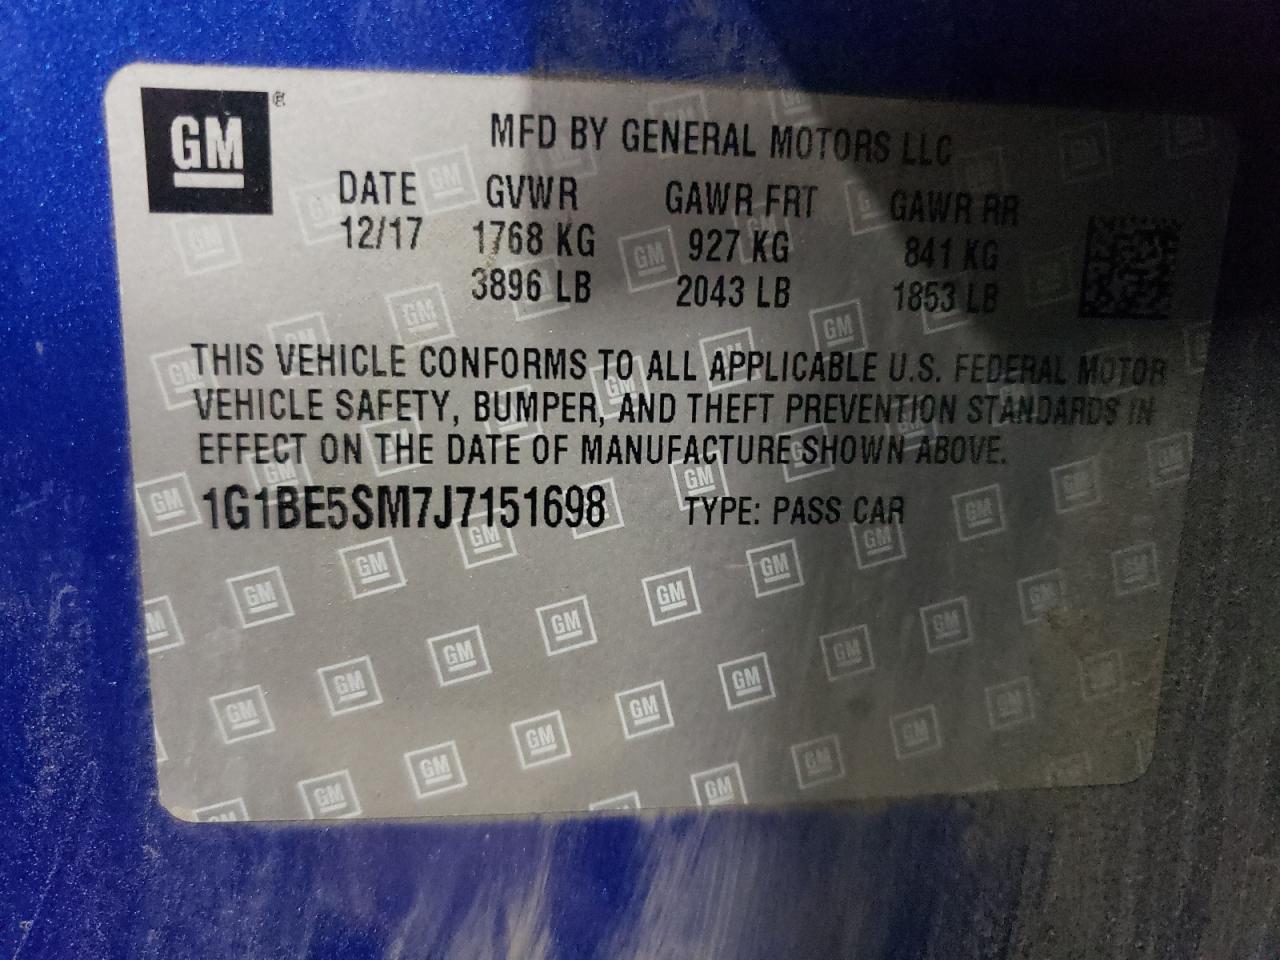 GM®
MFD BY GENERAL MOTORS LLC
DATE GVWR GAWR FRT GAWR RR
12/17 1768 KG 927 KG 841 KG
3896 LB 2043 LB 1853 LB
THIS VEHICLE CONFORMS TO ALL APPLICABLE U.S. FEDERAL MOTOR
VEHICLE SAFETY, BUMPER, AND THEFT PREVENTION STANDARDS IN
EFFECT ON THE DATE OF MANUFACTURE SHOWN ABOVE.
1G1BE5SM7J7151698 TYPE: PASS CAR